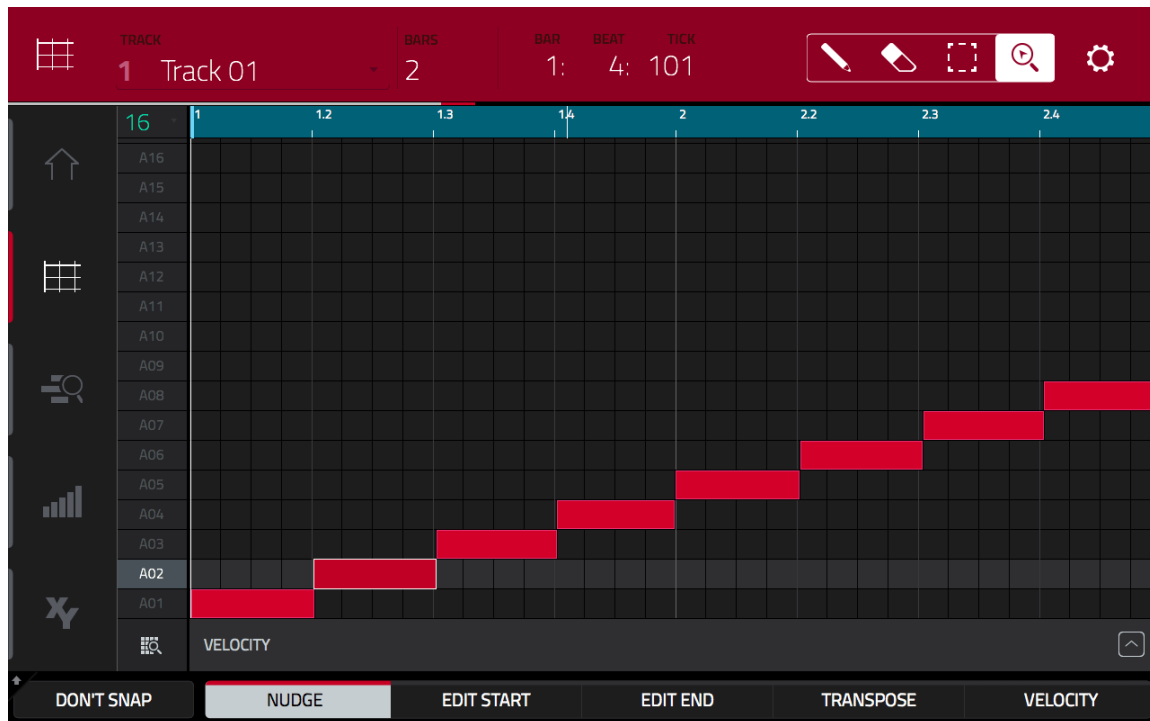 TRACK BARS BAR BEAT TICK
1 Track 01 2 1: 4: 101
16 1 1.2 1.3 1.4 2 2.2 2.3 2.4
A16
A15
A14
A13
A12
A11
A10
A09
A08
A07
A06
A05
A04
A03
A02
A01
XY
VELOCITY
DON'T SNAP NUDGE EDIT START EDIT END TRANSPOSE VELOCITY